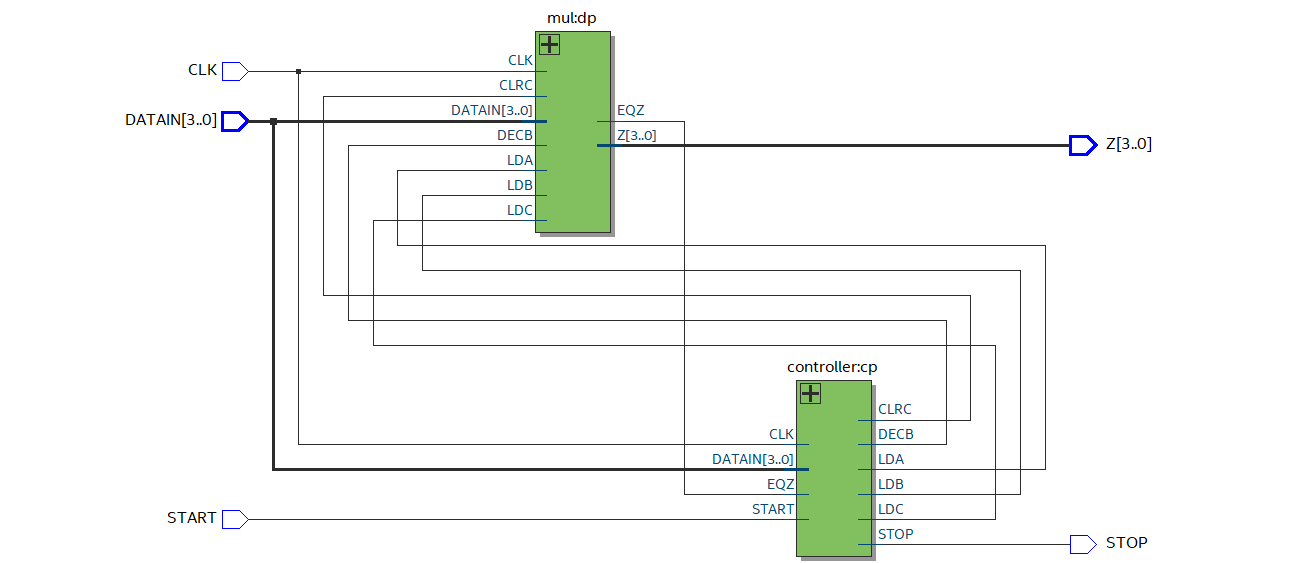 mul:dp
CLK
CLK
CLRC
DATAIN[3..0]
DATAIN[3..0]
EQZ
DECB
Z[3..0]
Z[3..0]
LDA
LDB
LDC
controller:cp
CLRC
CLK
DECB
DATAIN[3..0]
LDA
EQZ
LDB
START
START
LDC
STOP
STOP